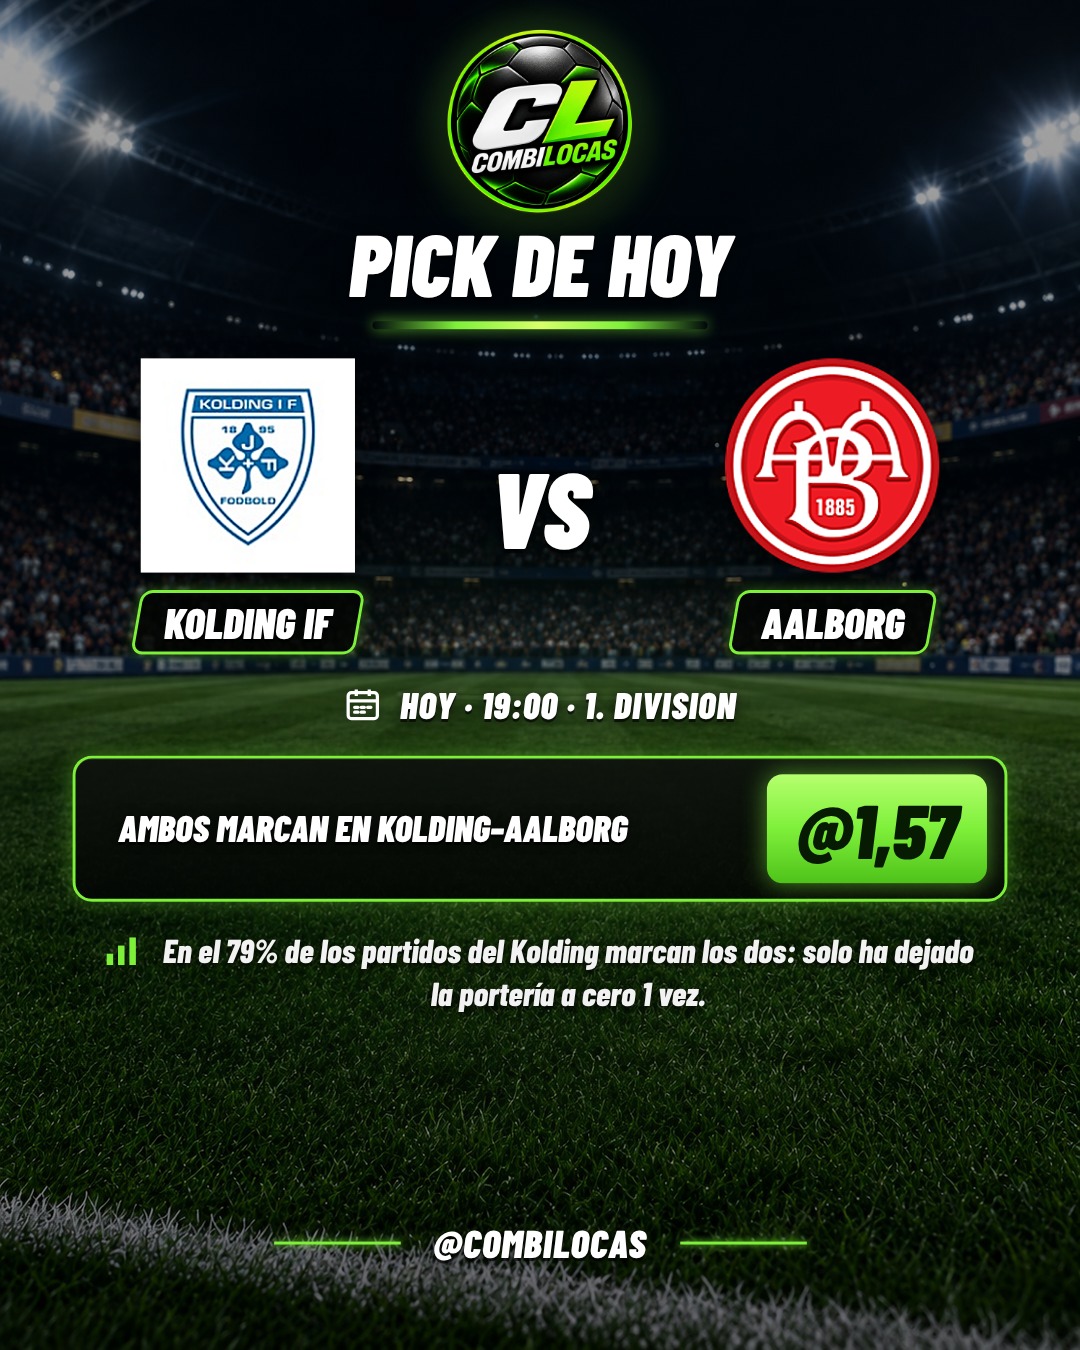 CL
COMBILOCAS
PICK DE HOY
KOLDING I F
18 95
K J F
FODBOLD
VS
AaB
1885
KOLDING IF
AALBORG
HOY · 19:00 · 1. DIVISION
AMBOS MARCAN EN KOLDING-AALBORG
@1,57
En el 79% de los partidos del Kolding marcan los dos: solo ha dejado
la portería a cero 1 vez.
@COMBILOCAS